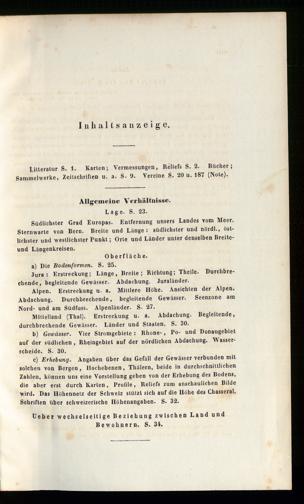 Inhaltsanzeige.
Litteratur S. 1. Karten; Vermessungen, Reliefs S. 2. Bücher;
Sammelwerke, Zeitschriften u. a. S. 9. Vereine S. 20 u. 187 (Note).
Allgemeine Verhältnisse.
Lage. S. 23.
Südlichster Grad Europas. Entfernung unsers Landes vom Meer.
Sternwarte von Bern. Breite und Länge: südlichster und nördl., öst-
lichster und westlichster Punkt; Orte und Länder unter denselben Breite-
und Längenkreisen.
Oberfläche.
a) Die Bodenformen. S. 25.
Jura: Erstreckung; Länge, Breite; Richtung; Theile. Durchbre-
chende, begleitende Gewässer. Abdachung. Juraländer.
Alpen. Erstreckung u. a. Mittlere Höhe. Ansichten der Alpen.
Abdachung. Durchbrechende, begleitende Gewässer. Seenzone am
Nord- und am Südfuss. Alpenländer. S. 27.
Mittelland (Thal). Erstreckung u. a. Abdachung. Begleitende,
durchbrechende Gewässer. Länder und Staaten. S. 30.
b) Gewässer. Vier Stromgebiete: Rhone-, Po- und Donaugebiet
auf der südlichen, Rheingebiet auf der nördlichen Abdachung. Wasser-
scheide. S. 30.
c) Erhebung. Angaben über das Gefäll der Gewässer verbunden mit
solchen von Bergen, Hochebenen, Thälern, beide in durchschnittlichen
Zahlen, können uns eine Vorstellung geben von der Erhebung des Bodens,
die aber erst durch Karten, Profile, Reliefs zum anschaulichen Bilde
wird. Das Höhennetz der Schweiz stützt sich auf die Höhe des Chasseral.
Schriften über schweizerische Höhenangaben. S. 32.
Ueber wechselseitige Beziehung zwischen Land und
Bewohnern. S. 34.